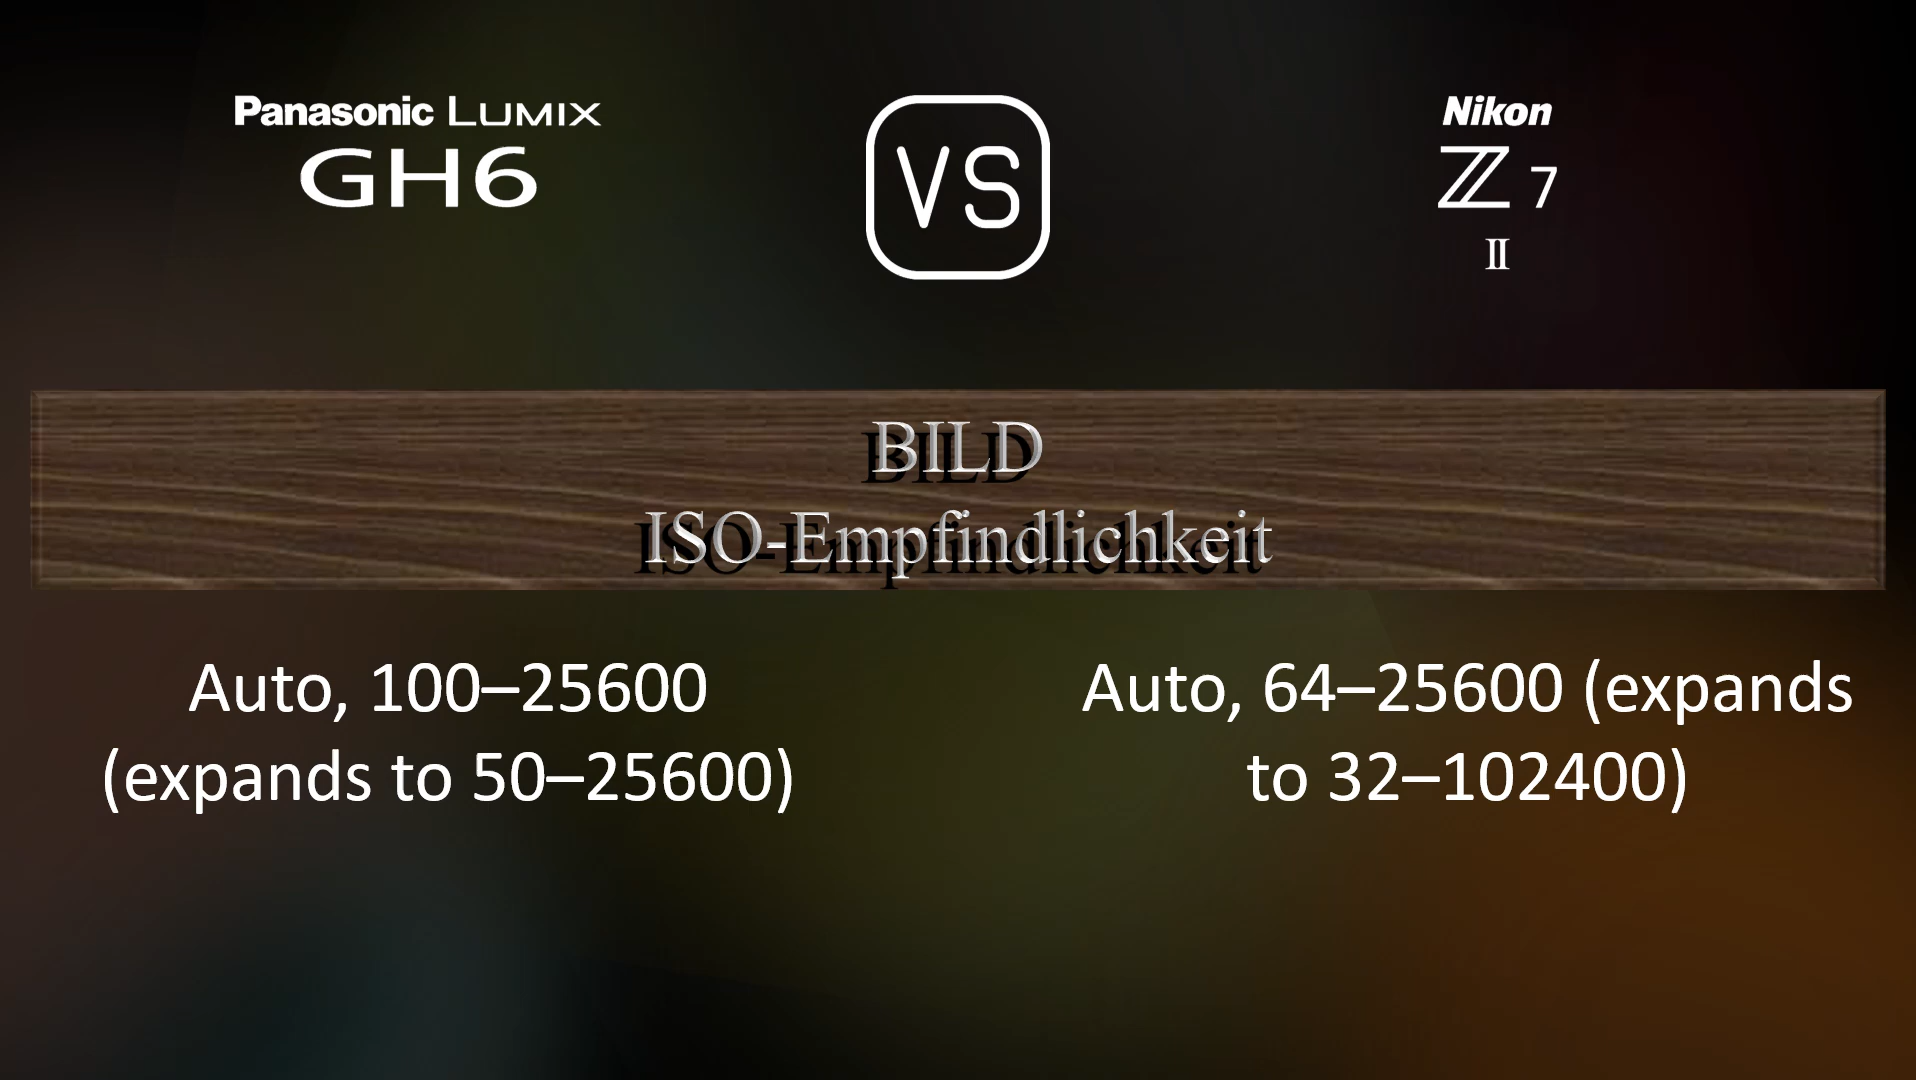 Panasonic LUMIX
GH6
VS
Nikon
Z 7
II
BILD
ISO-Empfindlichkeit
Auto, 100–25600
(expands to 50–25600)
Auto, 64–25600 (expands
to 32–102400)